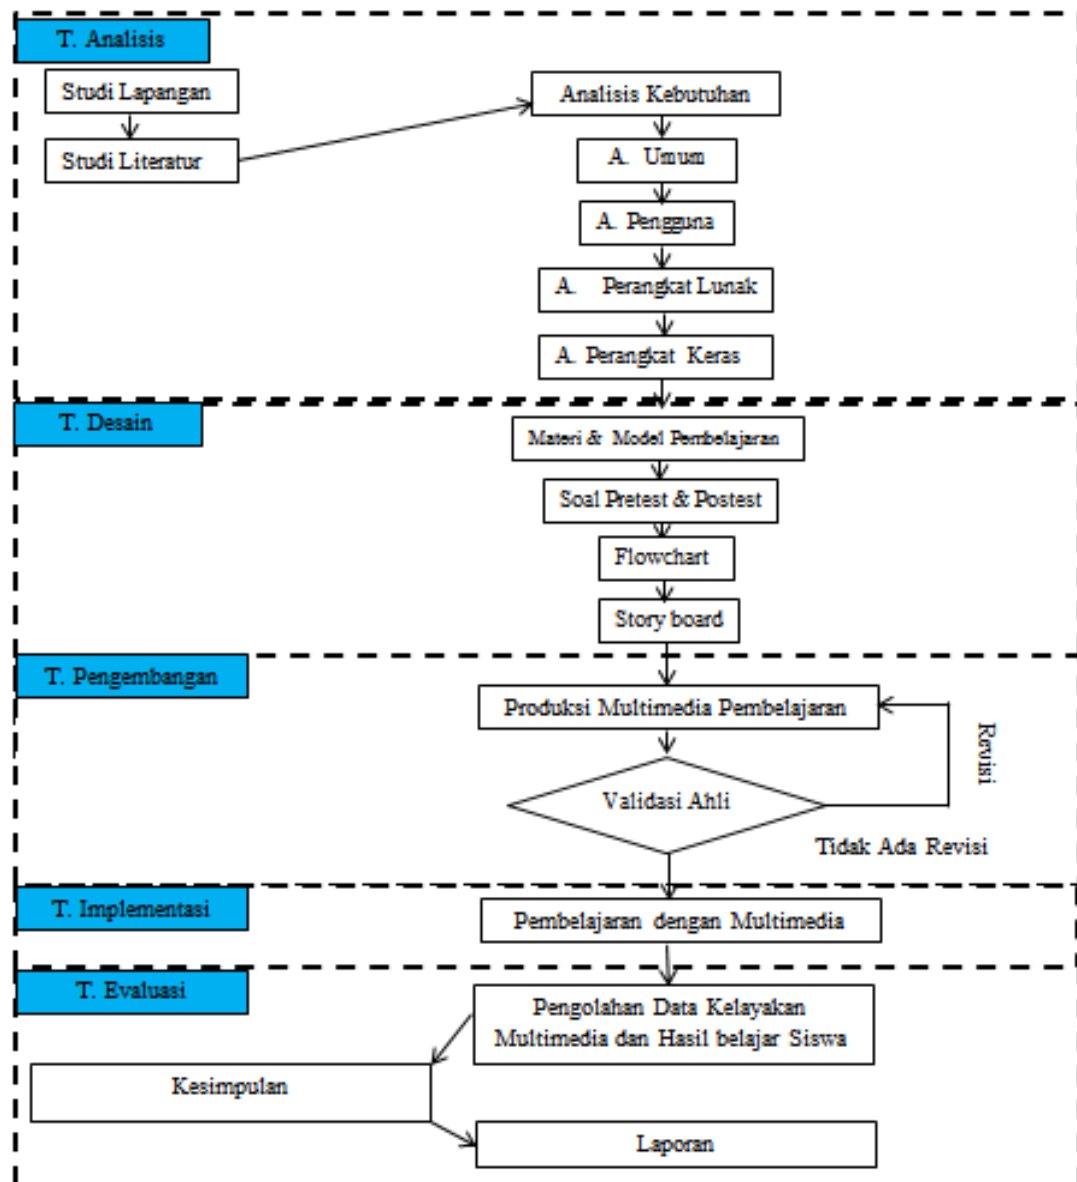 T. Analisis
Studi Lapangan
Studi Literatur
Analisis Kebutuhan
A. Umum
A. Pengguna
A. Perangkat Lunak
A. Perangkat Keras
T. Desain
Materi & Model Pembelajaran
Soal Pretest & Postest
Flowchart
Story board
T. Pengembangan
Produksi Multimedia Pembelajaran
Revisi
Validasi Ahli
Tidak Ada Revisi
T. Implementasi
Pembelajaran dengan Multimedia
T. Evaluasi
Pengolahan Data Kelayakan
Multimedia dan Hasil belajar Siswa
Kesimpulan
Laporan